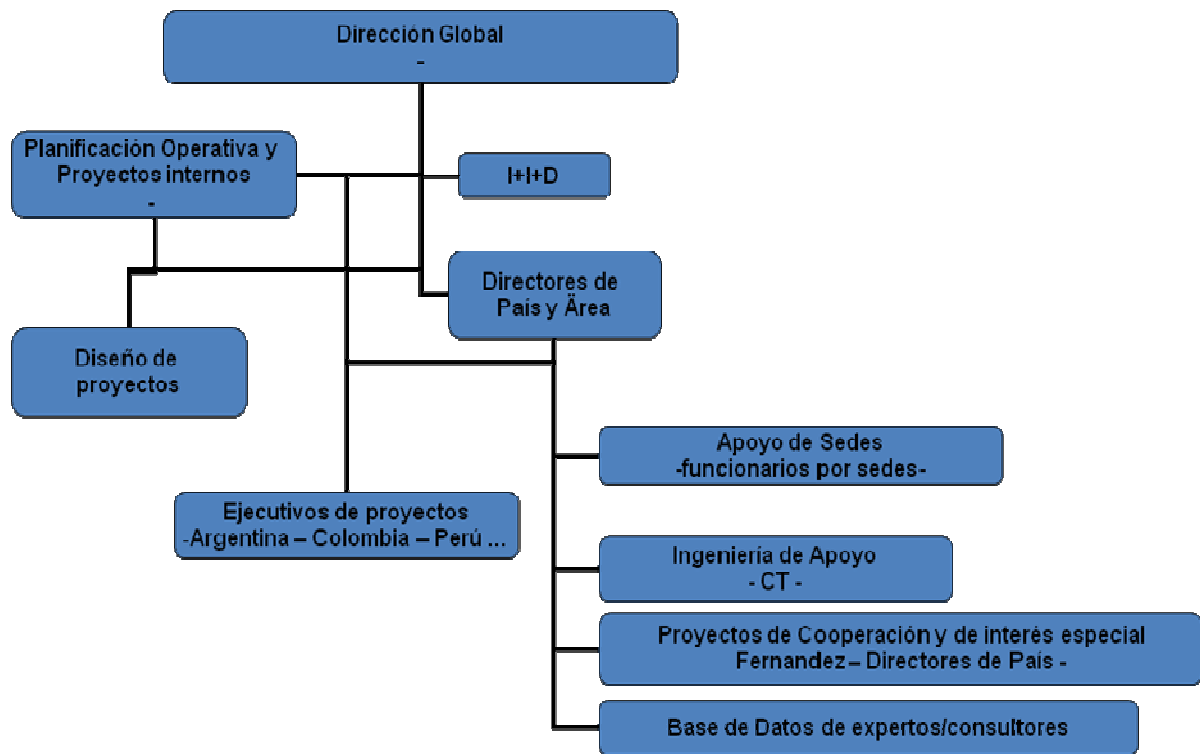 Dirección Global
-
Planificación Operativa y
Proyectos internos
-
I+I+D
Directores de
País y Ärea
Diseño de
proyectos
Apoyo de Sedes
-funcionarios por sedes-
Ejecutivos de proyectos
-Argentina – Colombia – Perú ...
Ingeniería de Apoyo
- CT -
Proyectos de Cooperación y de interés especial
Fernandez – Directores de País -
Base de Datos de expertos/consultores